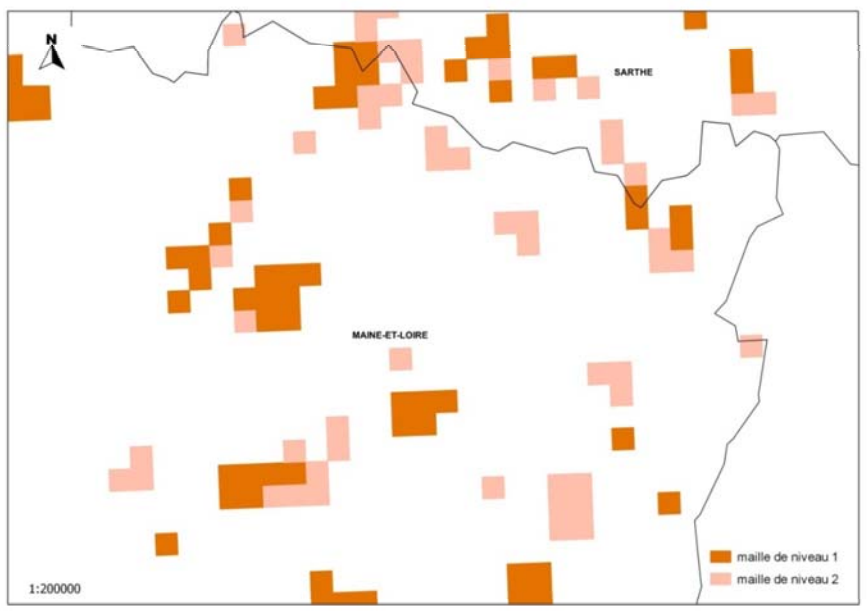 N
SARTHE
MAINE-ET-LOIRE
maille de niveau 1
maille de niveau 2
1:200000